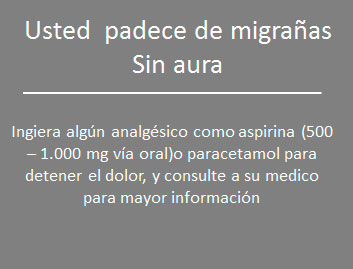 Usted padece de migrañas
Sin aura
Ingiera algún analgésico como aspirina (500
– 1.000 mg vía oral)o paracetamol para
detener el dolor, y consulte a su medico
para mayor información